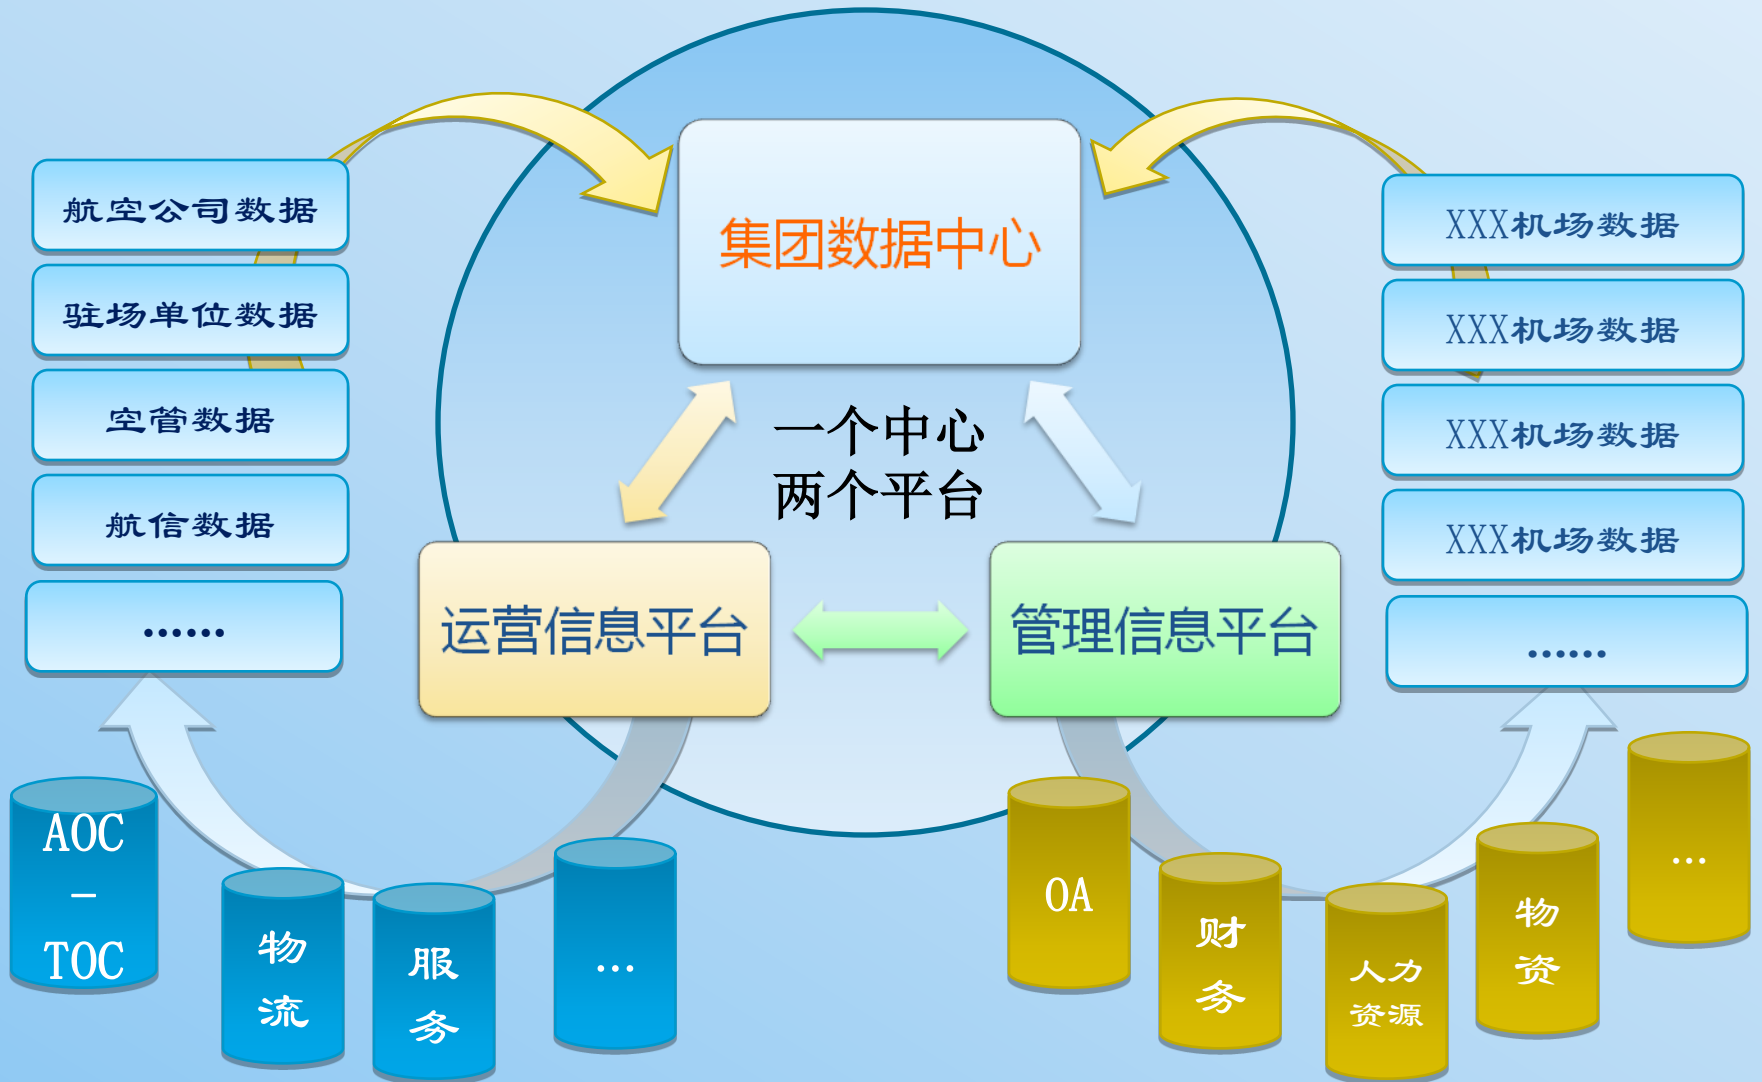 集团数据中心
一个中心
两个平台
运营信息平台
管理信息平台
航空公司数据
驻场单位数据
空管数据
航信数据
……
XXX机场数据
XXX机场数据
XXX机场数据
XXX机场数据
……
AOC
–
TOC
物
流
服
务
…
OA
财
务
人力
资源
物
资
…